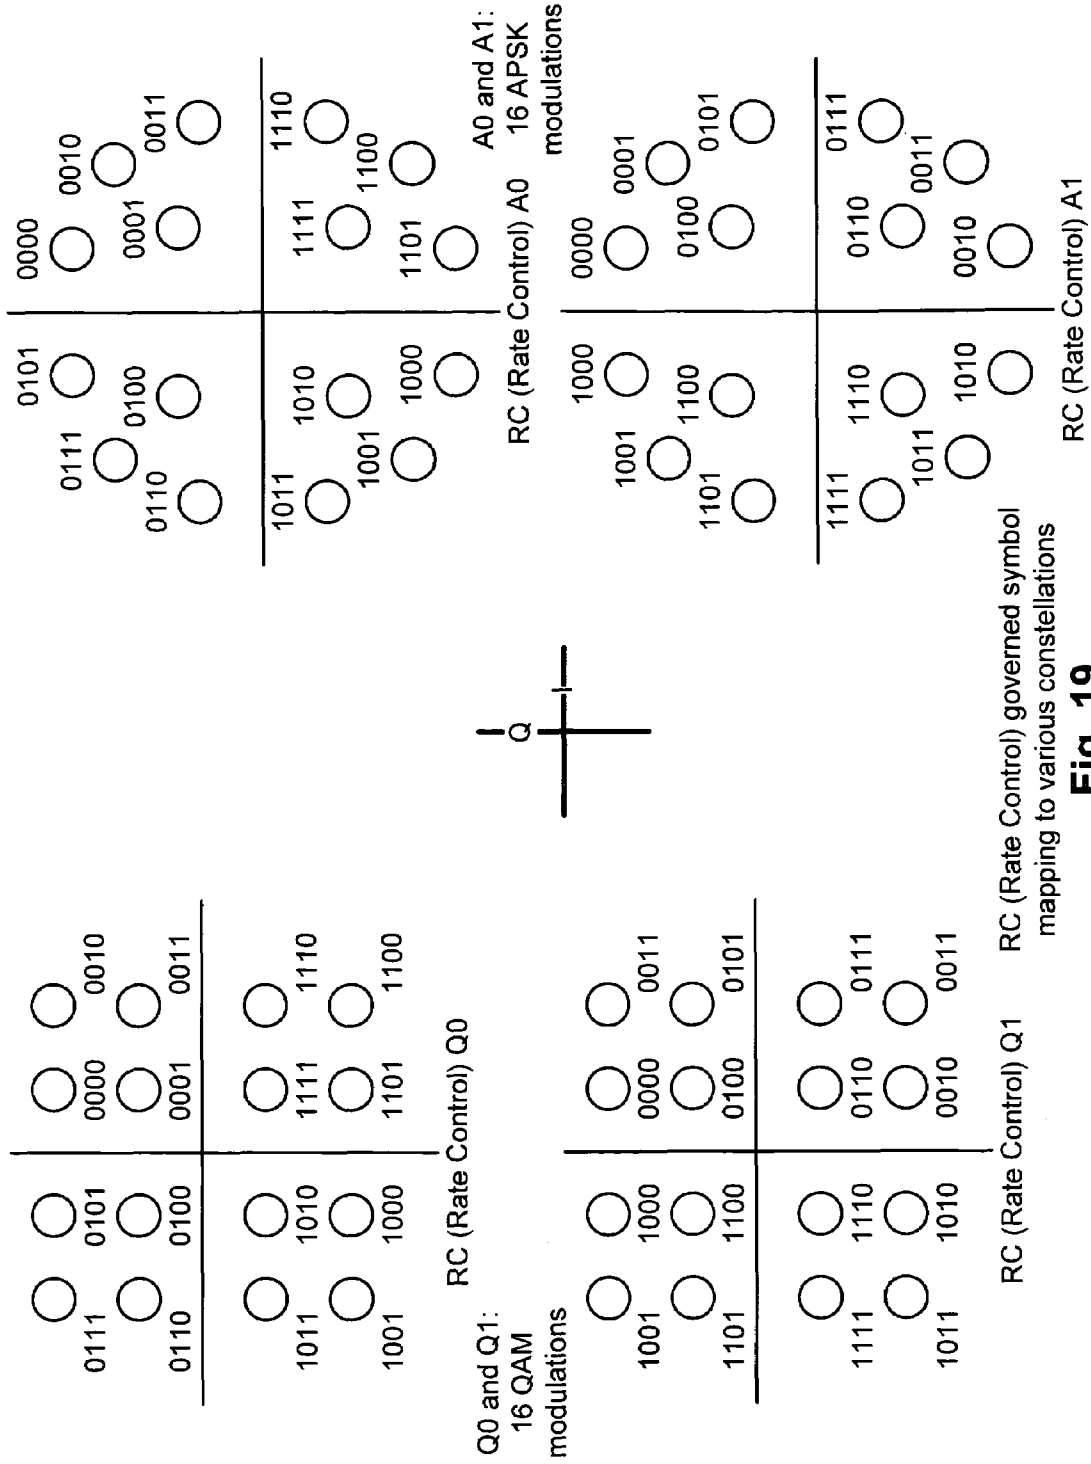 0111 0101 0000 0010
0110 0100 0001 0011
1011 1010 1111 1110
1001 1000 1101 1100
RC (Rate Control) Q0
0101 0000
0111 0010
0100 0001
0110 0011
1011 1110
1010 1111
1001 1100
1000 1101
RC (Rate Control) A0
Q0 and Q1:
16 QAM
modulations
Q
I
A0 and A1:
16 APSK
modulations
1001 1000 0000 0011
1101 1100 0100 0101
1111 1110 0110 0111
1011 1010 0010 0011
RC (Rate Control) Q1
1000 0000
1001 0001
1100 0100
1101 0101
1111 0111
1110 0110
1011 0011
1010 0010
RC (Rate Control) A1
RC (Rate Control) governed symbol
mapping to various constellations
Fig. 19